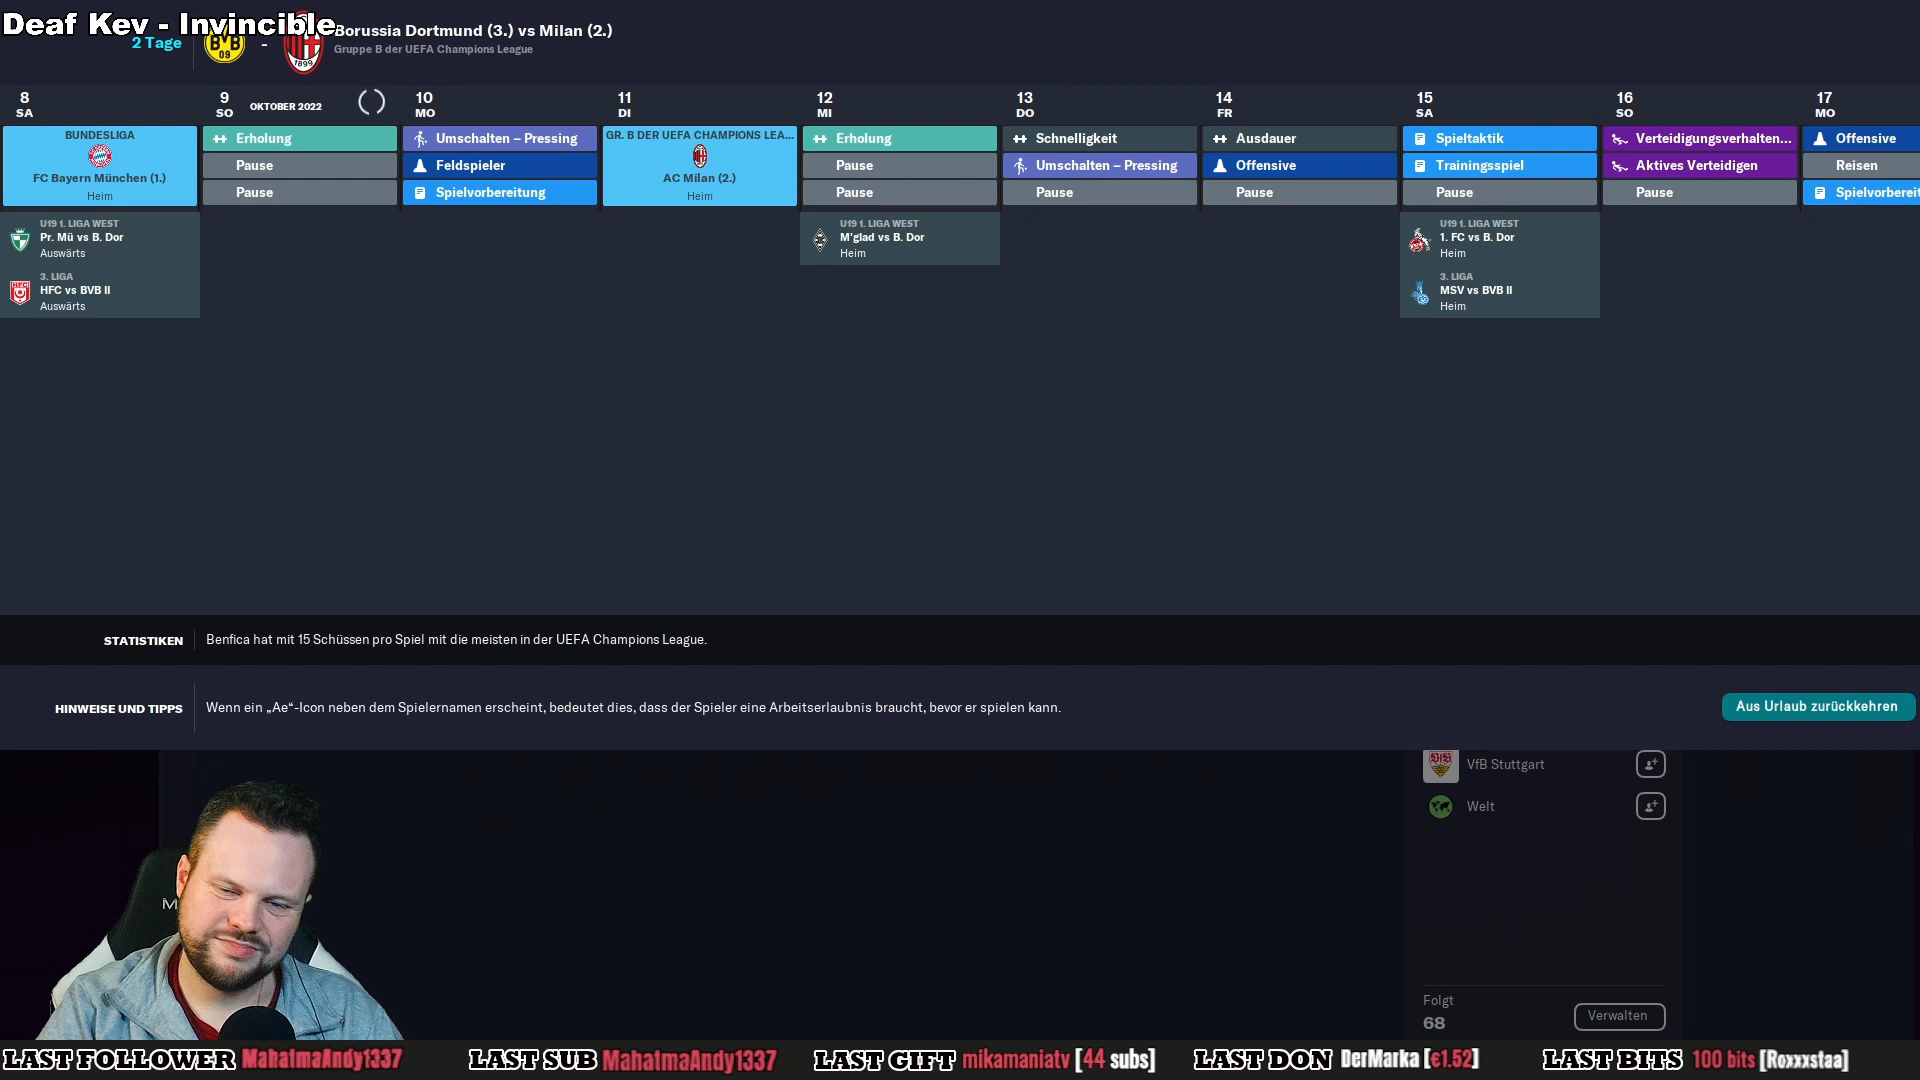 Deaf Kev - Invincible
2 Tage
Borussia Dortmund (3.) vs Milan (2.)
Gruppe B der UEFA Champions League
8
SA
9
SO
OKTOBER 2022
10
MO
11
DI
12
MI
13
DO
14
FR
15
SA
16
SO
17
MO
BUNDESLIGA
FC Bayern München (1.)
Heim
Erholung
Pause
Pause
Umschalten – Pressing
Feldspieler
Spielvorbereitung
GR. B DER UEFA CHAMPIONS LEA...
AC Milan (2.)
Heim
Erholung
Pause
Pause
Schnelligkeit
Umschalten – Pressing
Pause
Ausdauer
Offensive
Pause
Spieltaktik
Trainingsspiel
Pause
Verteidigungsverhalten...
Aktives Verteidigen
Pause
Offensive
Reisen
Spielvorbereit
U19 1. LIGA WEST
Pr. Mü vs B. Dor
Auswärts
3. LIGA
HFC vs BVB II
Auswärts
U19 1. LIGA WEST
M'glad vs B. Dor
Heim
U19 1. LIGA WEST
1. FC vs B. Dor
Heim
3. LIGA
MSV vs BVB II
Heim
STATISTIKEN
Benfica hat mit 15 Schüssen pro Spiel mit die meisten in der UEFA Champions League.
HINWEISE UND TIPPS
Wenn ein „Ae“-Icon neben dem Spielernamen erscheint, bedeutet dies, dass der Spieler eine Arbeitserlaubnis braucht, bevor er spielen kann.
Aus Urlaub zurückkehren
VfB Stuttgart
Welt
Folgt
68
Verwalten
LAST FOLLOWER MahatmaAndy1337
LAST SUB MahatmaAndy1337
LAST GIFT mikamaniatv [44 subs]
LAST DON DerMarka [€1.52]
LAST BITS 100 bits [Roxxxstaa]